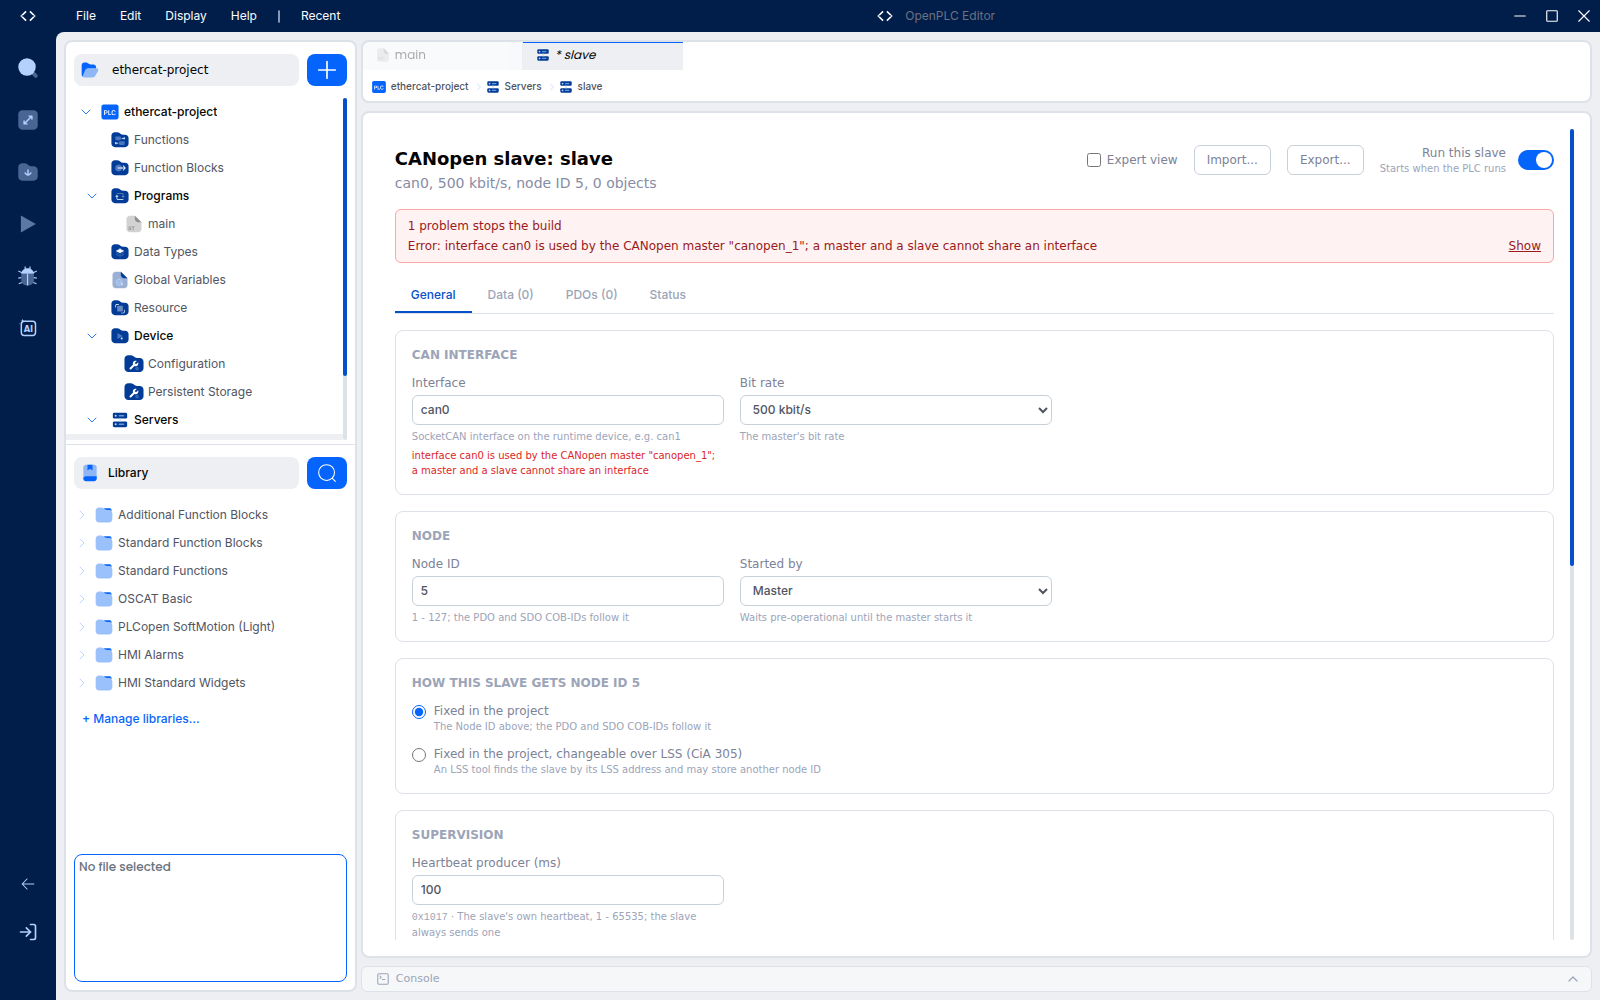 File Edit Display Help | Recent
OpenPLC Editor
ethercat-project
ethercat-project
Functions
Function Blocks
Programs
main
Data Types
Global Variables
Resource
Device
Configuration
Persistent Storage
Servers
Library
Additional Function Blocks
Standard Function Blocks
Standard Functions
OSCAT Basic
PLCopen SoftMotion (Light)
HMI Alarms
HMI Standard Widgets
+ Manage libraries...
No file selected
AI
PLC
main
* slave
PLC ethercat-project Servers slave
CANopen slave: slave
can0, 500 kbit/s, node ID 5, 0 objects
Expert view
Import...
Export...
Run this slave
Starts when the PLC runs
1 problem stops the build
Error: interface can0 is used by the CANopen master "canopen_1"; a master and a slave cannot share an interface
Show
General Data (0) PDOs (0) Status
CAN INTERFACE
Interface
can0
SocketCAN interface on the runtime device, e.g. can1
interface can0 is used by the CANopen master "canopen_1";
a master and a slave cannot share an interface
Bit rate
500 kbit/s
The master's bit rate
NODE
Node ID
5
1 - 127; the PDO and SDO COB-IDs follow it
Started by
Master
Waits pre-operational until the master starts it
HOW THIS SLAVE GETS NODE ID 5
Fixed in the project
The Node ID above; the PDO and SDO COB-IDs follow it
Fixed in the project, changeable over LSS (CiA 305)
An LSS tool finds the slave by its LSS address and may store another node ID
SUPERVISION
Heartbeat producer (ms)
100
0x1017 · The slave's own heartbeat, 1 - 65535; the slave
always sends one
Console